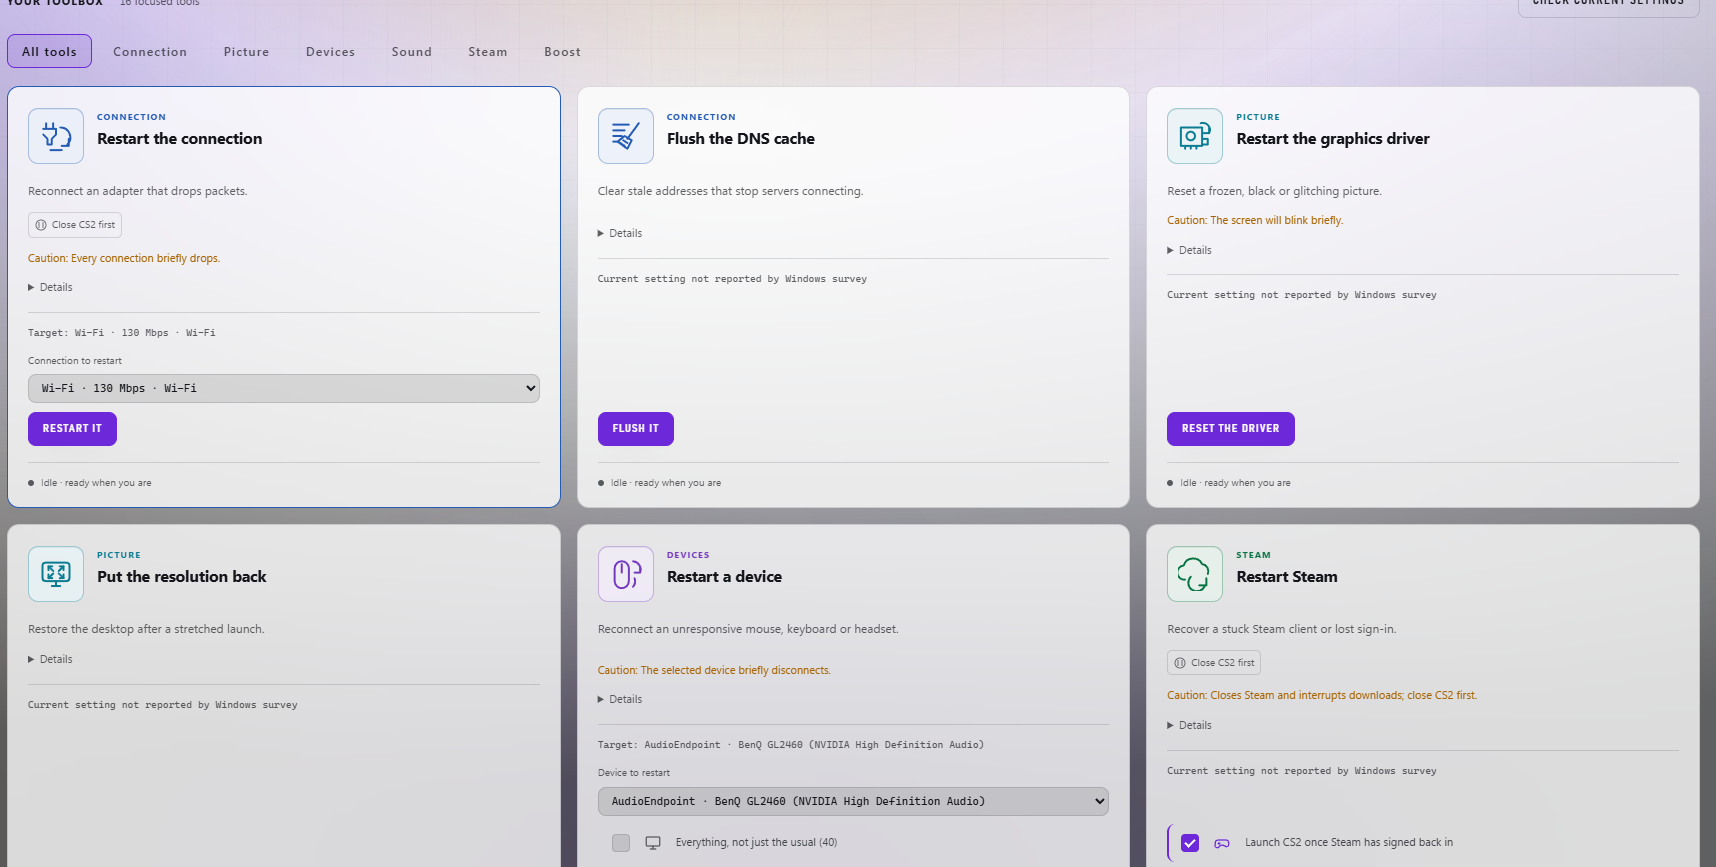 YOUR TOOLBOX 16 focused tools
CHECK CURRENT SETTINGS
All tools Connection Picture Devices Sound Steam Boost
CONNECTION
Restart the connection
Reconnect an adapter that drops packets.
Close CS2 first
Caution: Every connection briefly drops.
Details
Target: Wi-Fi · 130 Mbps · Wi-Fi
Connection to restart
Wi-Fi · 130 Mbps · Wi-Fi
RESTART IT
Idle · ready when you are
CONNECTION
Flush the DNS cache
Clear stale addresses that stop servers connecting.
Details
Current setting not reported by Windows survey
FLUSH IT
Idle · ready when you are
PICTURE
Restart the graphics driver
Reset a frozen, black or glitching picture.
Caution: The screen will blink briefly.
Details
Current setting not reported by Windows survey
RESET THE DRIVER
Idle · ready when you are
PICTURE
Put the resolution back
Restore the desktop after a stretched launch.
Details
Current setting not reported by Windows survey
DEVICES
Restart a device
Reconnect an unresponsive mouse, keyboard or headset.
Caution: The selected device briefly disconnects.
Details
Target: AudioEndpoint · BenQ GL2460 (NVIDIA High Definition Audio)
Device to restart
AudioEndpoint · BenQ GL2460 (NVIDIA High Definition Audio)
Everything, not just the usual (40)
STEAM
Restart Steam
Recover a stuck Steam client or lost sign-in.
Close CS2 first
Caution: Closes Steam and interrupts downloads; close CS2 first.
Details
Current setting not reported by Windows survey
Launch CS2 once Steam has signed back in